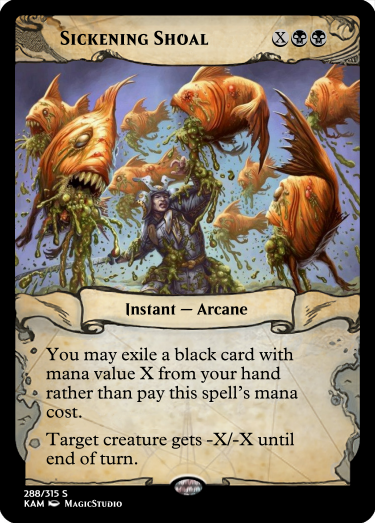 Sickening Shoal X
Instant — Arcane
You may exile a black card with
mana value X from your hand
rather than pay this spell's mana
cost.
Target creature gets -X/-X until
end of turn.
288/315 S
KAM MagicStudio